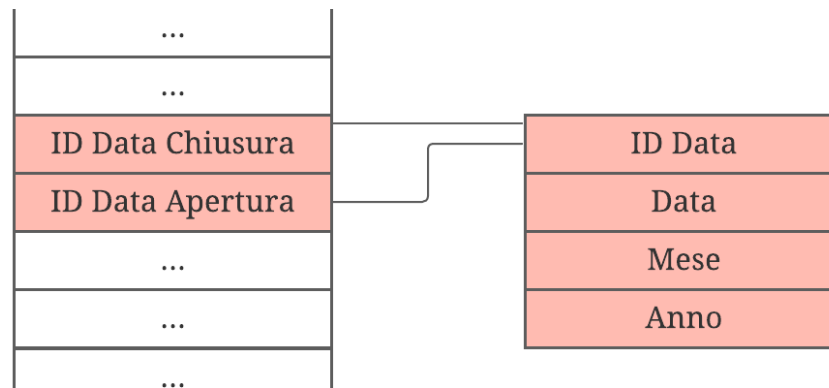 ...
...
ID Data Chiusura
ID Data Apertura
...
...
...
ID Data
Data
Mese
Anno